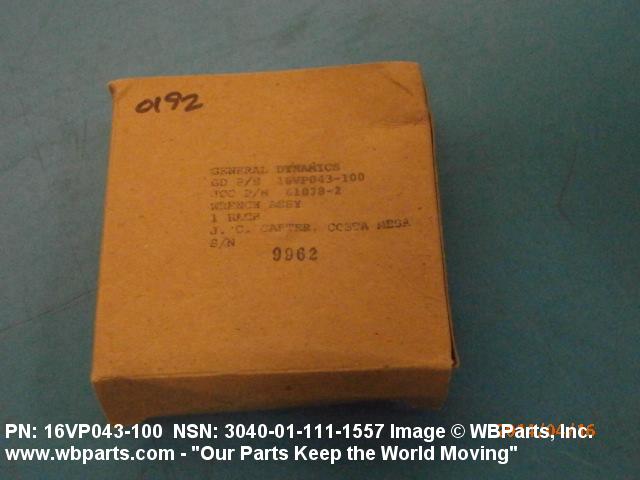 0192
GENERAL DYNAMICS
GD P/N 16VP043-100
JCC P/N 61078-2
WRENCH ASSY
1 EACH
J. C. CARTER, COSTA MESA
S/N
9962
PN: 16VP043-100 NSN: 3040-01-111-1557 Image © WBParts, Inc.
www.wbparts.com - "Our Parts Keep the World Moving"